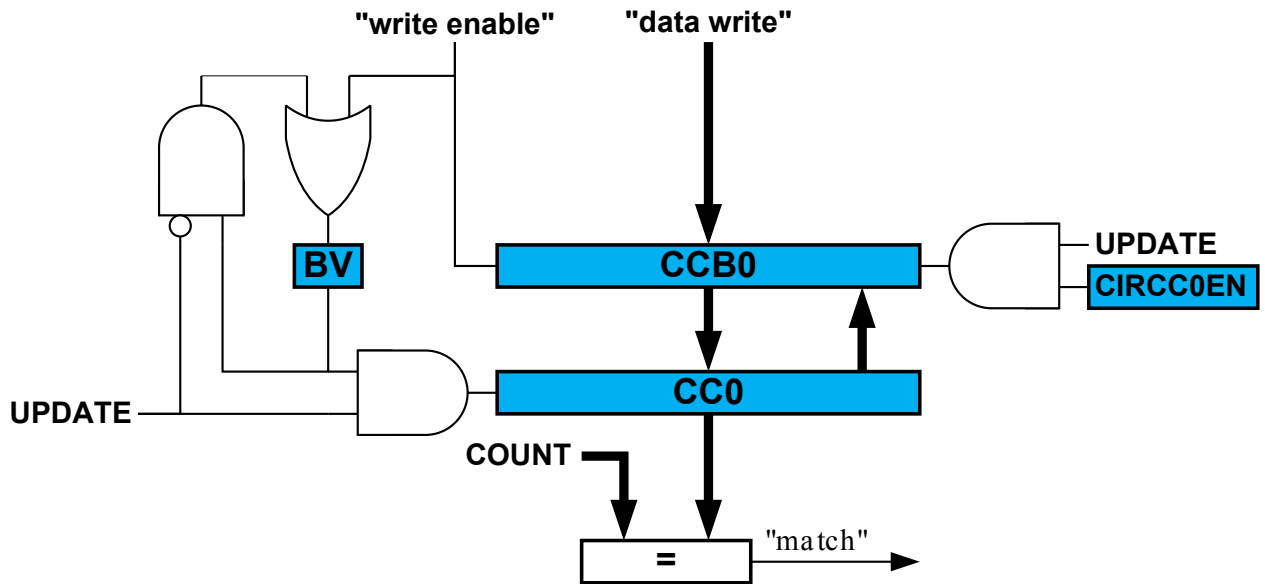 "write enable"
"data write"
UPDATE
BV
CCB0
CIRCC0EN
CC0
UPDATE
COUNT
=
"match"